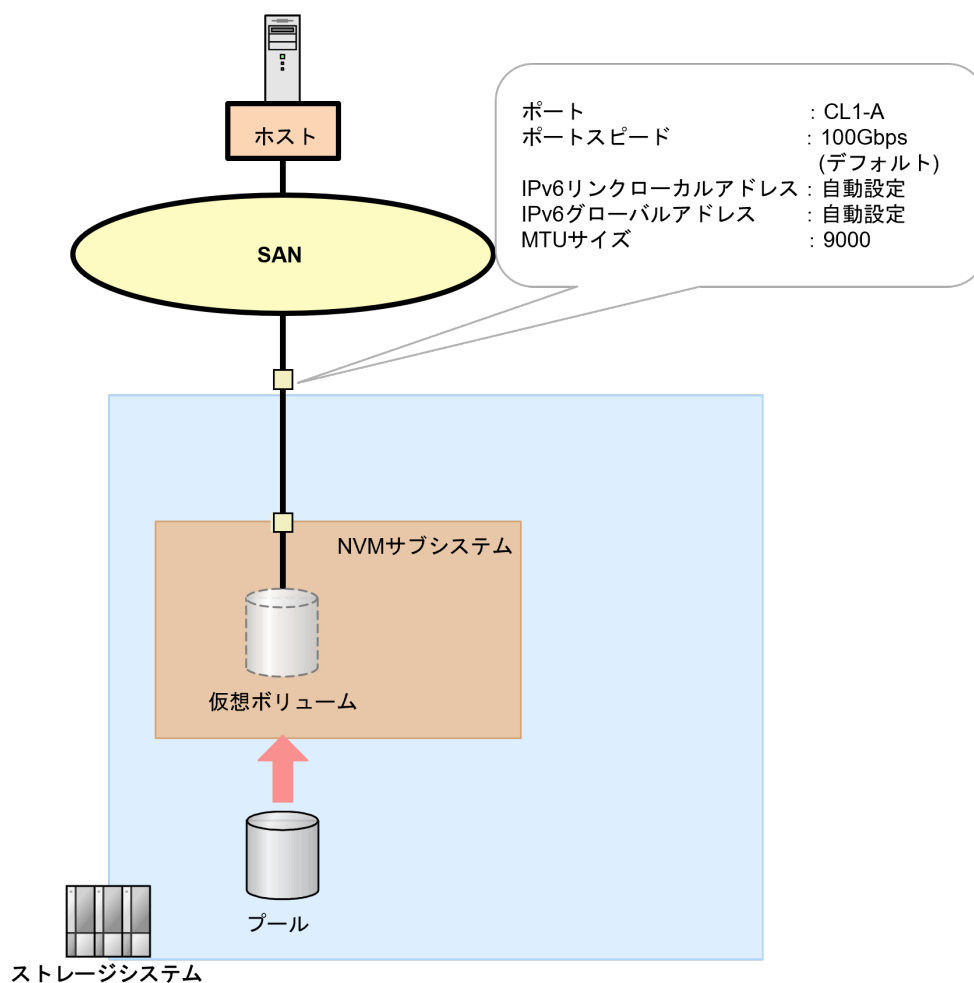 ホスト
SAN
ポート : CL1-A
ポートスピード : 100Gbps
(デフォルト)
IPv6リンクローカルアドレス : 自動設定
IPv6グローバルアドレス : 自動設定
MTUサイズ : 9000
NVMサブシステム
仮想ボリューム
プール
ストレージシステム